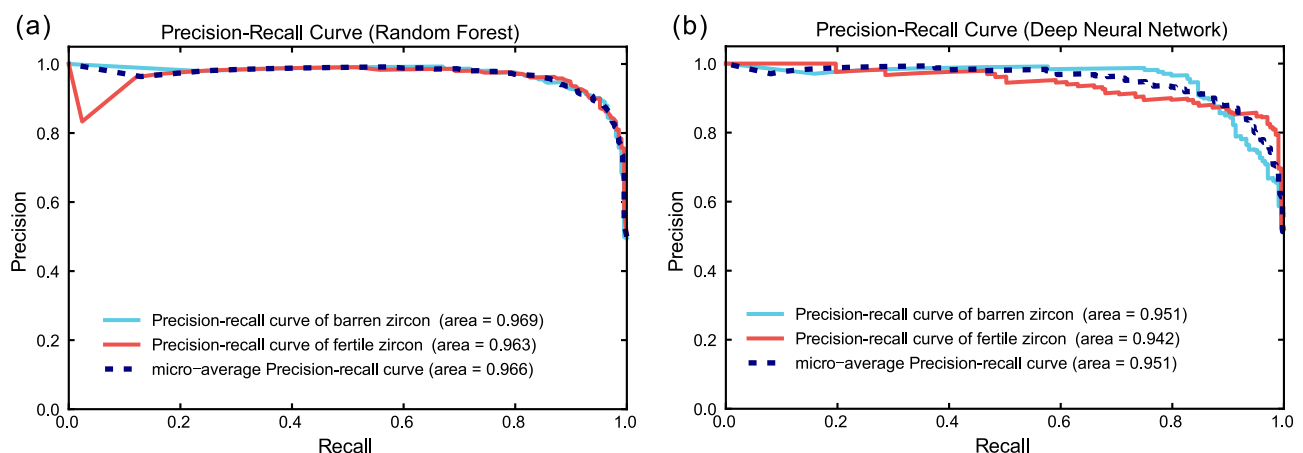 (a)
Precision-Recall Curve (Random Forest)
1.0
0.8
0.6
0.4
0.2
0.0
Precision
Precision-recall curve of barren zircon (area = 0.969)
Precision-recall curve of fertile zircon (area = 0.963)
micro-average Precision-recall curve (area = 0.966)
0.0 0.2 0.4 0.6 0.8 1.0
Recall
(b)
Precision-Recall Curve (Deep Neural Network)
1.0
0.8
0.6
0.4
0.2
0.0
Precision
Precision-recall curve of barren zircon (area = 0.951)
Precision-recall curve of fertile zircon (area = 0.942)
micro-average Precision-recall curve (area = 0.951)
0.0 0.2 0.4 0.6 0.8 1.0
Recall